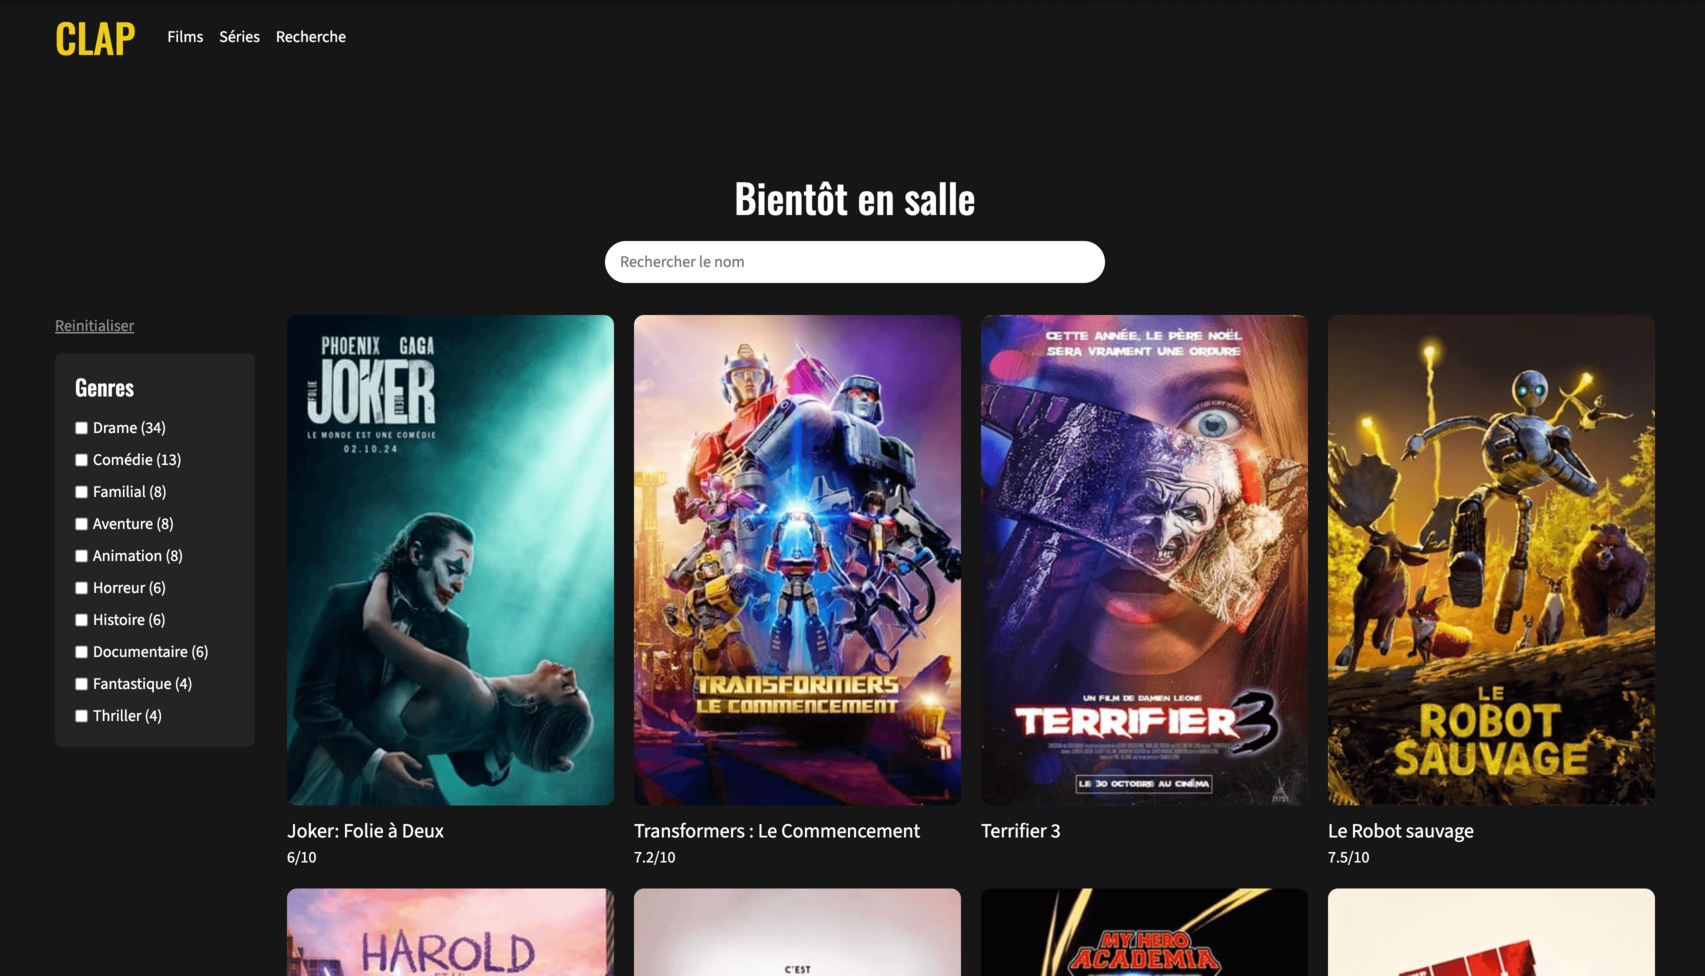 CLAP
Films
Séries
Recherche
Bientôt en salle
Rechercher le nom
Reinitialiser
Genres
Drame (34)
Comédie (13)
Familial (8)
Aventure (8)
Animation (8)
Horreur (6)
Histoire (6)
Documentaire (6)
Fantastique (4)
Thriller (4)
PHOENIX GAGA
FOLIE
JOKER
DEUX
LE MONDE EST UNE COMÉDIE
02.10.24
Joker: Folie à Deux
6/10
TRANSFORMERS
LE COMMENCEMENT
Transformers : Le Commencement
7.2/10
CETTE ANNÉE, LE PÈRE NOËL
SERA VRAIMENT UNE ORDURE
UN FILM DE DAMIEN LEONE
TERRIFIER 3
LE 30 OCTOBRE AU CINÉMA
Terrifier 3
LE
ROBOT
SAUVAGE
Le Robot sauvage
7.5/10
HAROLD
ET LE
C'EST
MY HERO
ACADEMIA